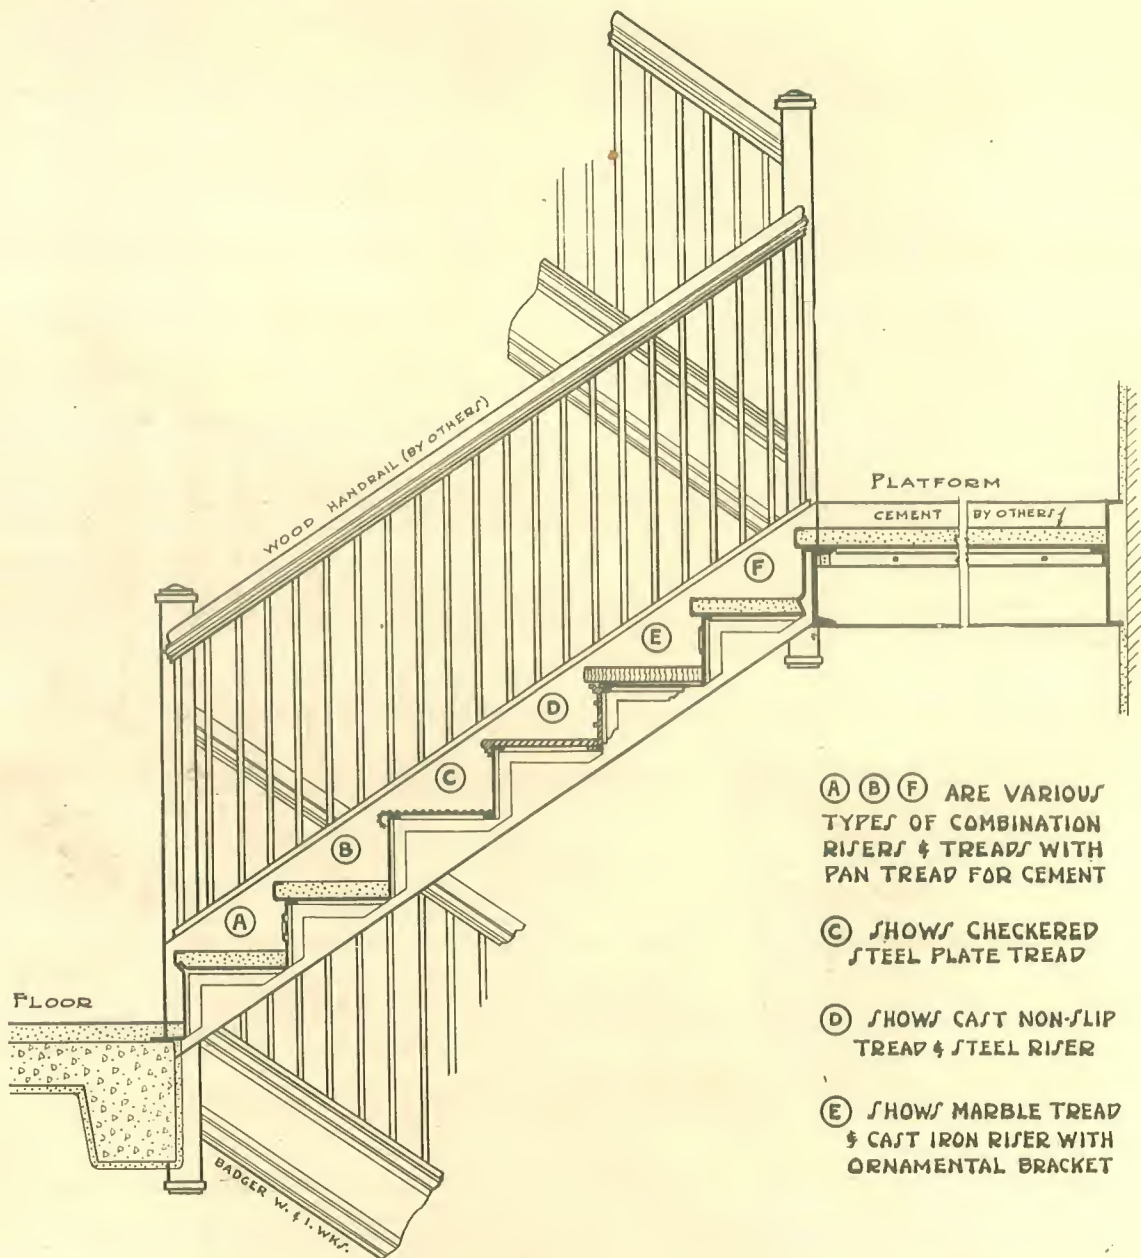 WOOD HANDRAIL (BY OTHERS)
PLATFORM
CEMENT BY OTHERS
F
E
D
C
B
A
FLOOR
BADGER W. & I. WKS.
A B F ARE VARIOUS
TYPES OF COMBINATION
RISERS & TREADS WITH
PAN TREAD FOR CEMENT
C SHOWS CHECKERED
STEEL PLATE TREAD
D SHOWS CAST NON-SLIP
TREAD & STEEL RISER
E SHOWS MARBLE TREAD
& CAST IRON RISER WITH
ORNAMENTAL BRACKET